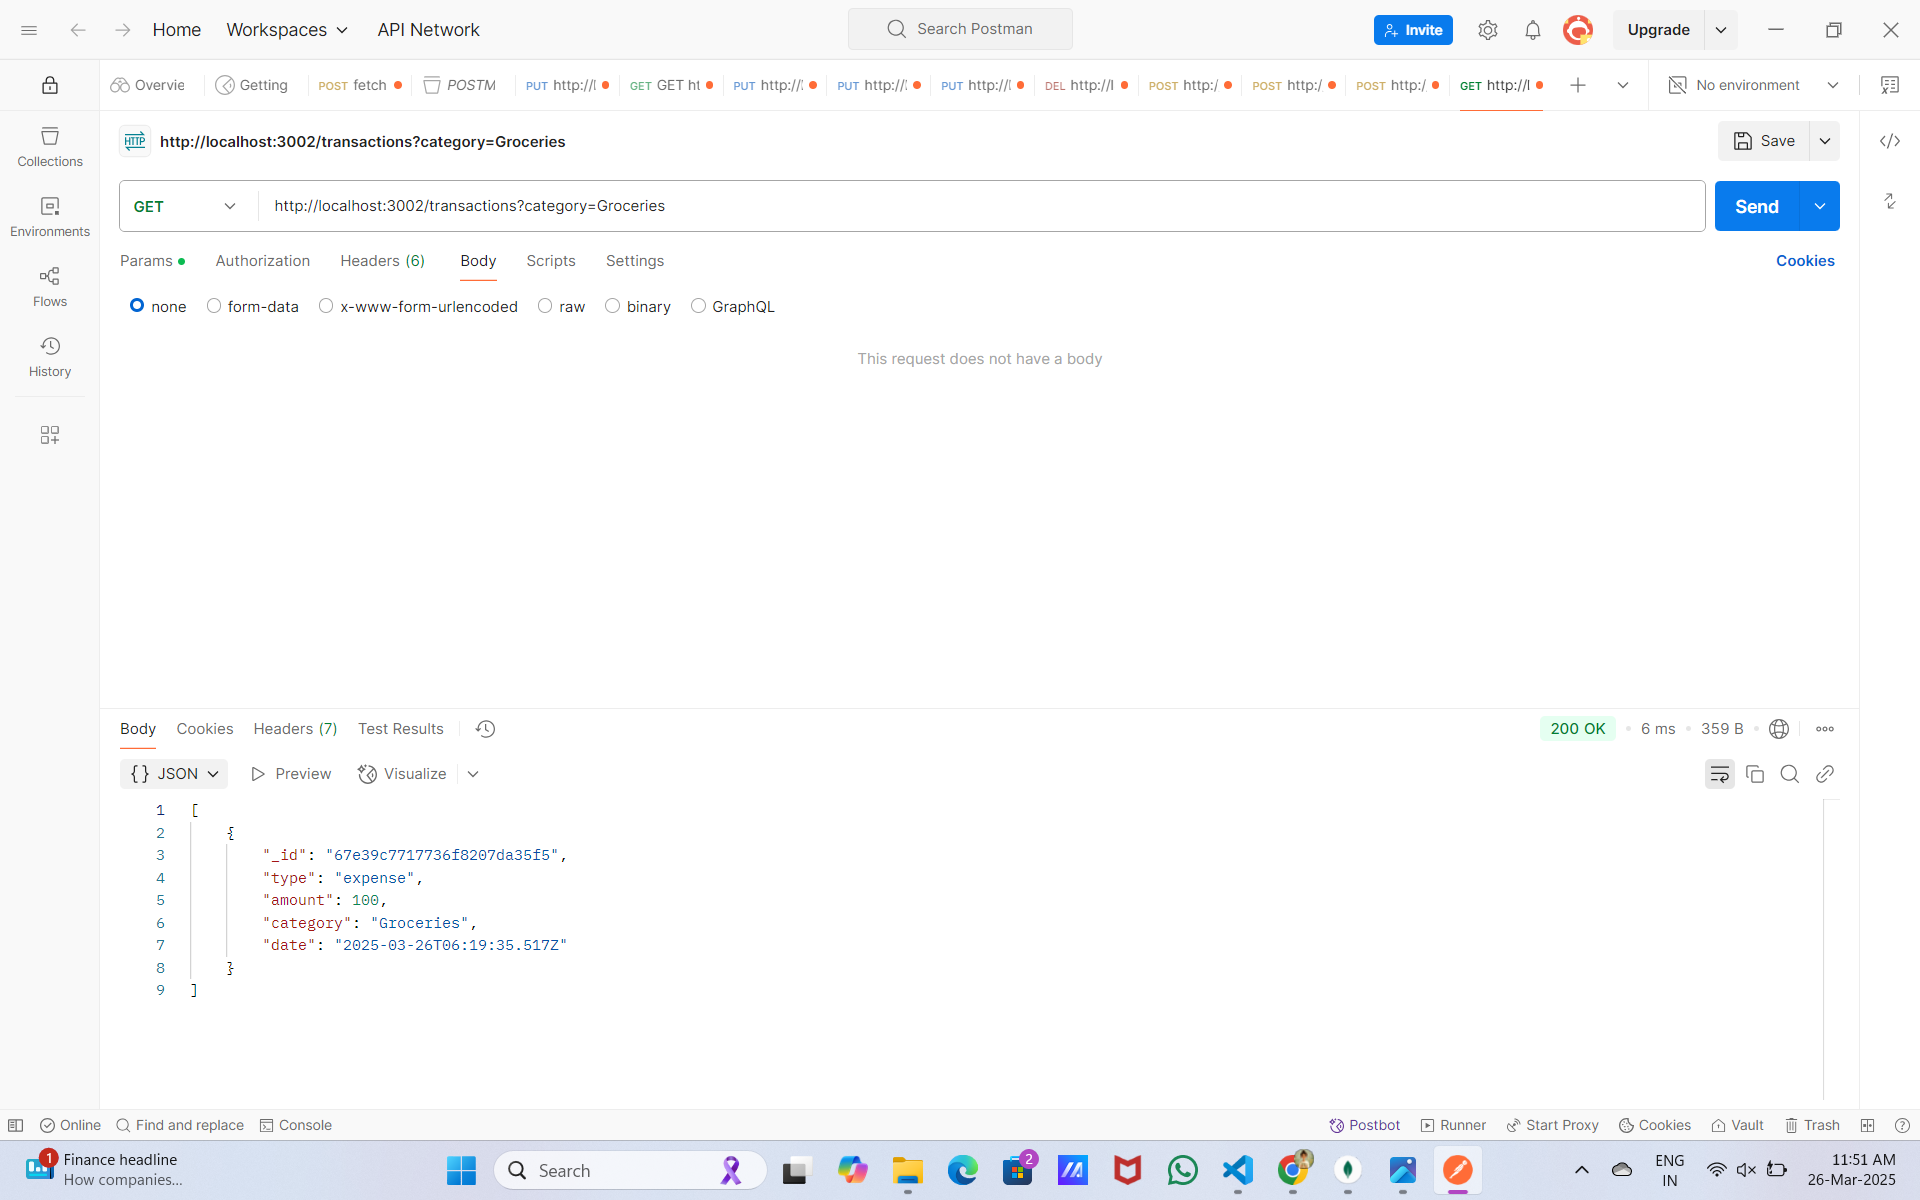 Home Workspaces API Network Search Postman Invite Upgrade
Overvie Getting POST fetch POSTM PUT http:// GET GET ht PUT http:// PUT http:// PUT http:// DEL http://l POST http:/ POST http:/ POST http:/ GET http://l No environment
HTTP http://localhost:3002/transactions?category=Groceries Save
Collections
GET http://localhost:3002/transactions?category=Groceries Send
Environments
Params Authorization Headers (6) Body Scripts Settings Cookies
Flows
none form-data x-www-form-urlencoded raw binary GraphQL
This request does not have a body
History
Body Cookies Headers (7) Test Results 200 OK 6 ms 359 B
{} JSON Preview Visualize
1 [
2 {
3 "_id": "67e39c7717736f8207da35f5",
4 "type": "expense",
5 "amount": 100,
6 "category": "Groceries",
7 "date": "2025-03-26T06:19:35.517Z"
8 }
9 ]
Online Find and replace Console Postbot Runner Start Proxy Cookies Vault Trash
1 Finance headline
How companies...
Search
2
ENG
IN
11:51 AM
26-Mar-2025